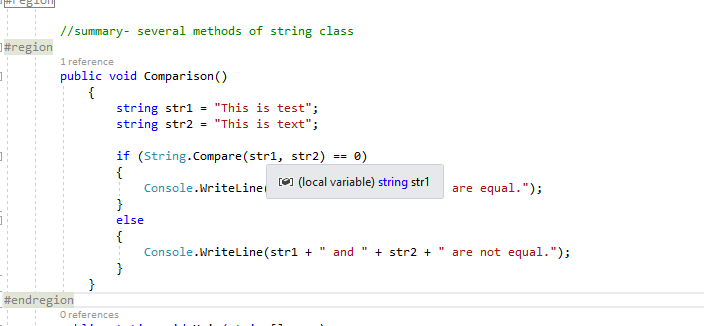 #region
//summary- several methods of string class
#region
1 reference
public void Comparison()
{
string str1 = "This is test";
string str2 = "This is text";
if (String.Compare(str1, str2) == 0)
{
(local variable) string str1
Console.WriteLine( are equal.");
}
else
{
Console.WriteLine(str1 + " and " + str2 + " are not equal.");
}
}
#endregion
0 references